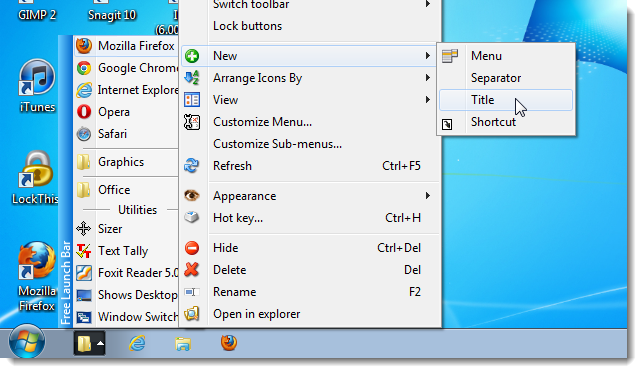 GIMP 2
Snagit 10
(6.00
iTunes
LockThis
Mozilla
Firefox
Free Launch Bar
Mozilla Firefox
Google Chrome
Internet Explore
Opera
Safari
Graphics
Office
Utilities
Sizer
Text Tally
Foxit Reader 5.0
Shows Desktop
Window Switch
Switch toolbar
Lock buttons
New
Arrange Icons By
View
Customize Menu...
Customize Sub-menus...
Refresh Ctrl+F5
Appearance
Hot key... Ctrl+H
Hide Ctrl+Del
Delete Del
Rename F2
Open in explorer
Menu
Separator
Title
Shortcut